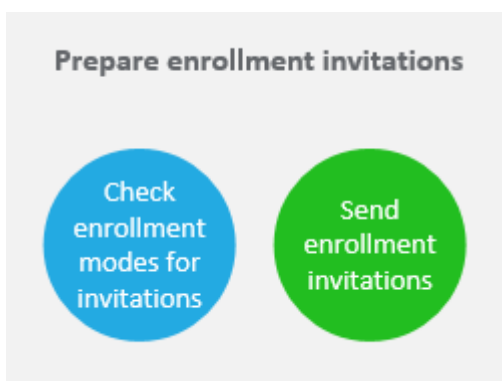 Prepare enrollment invitations
Check
enrollment
modes for
invitations
Send
enrollment
invitations